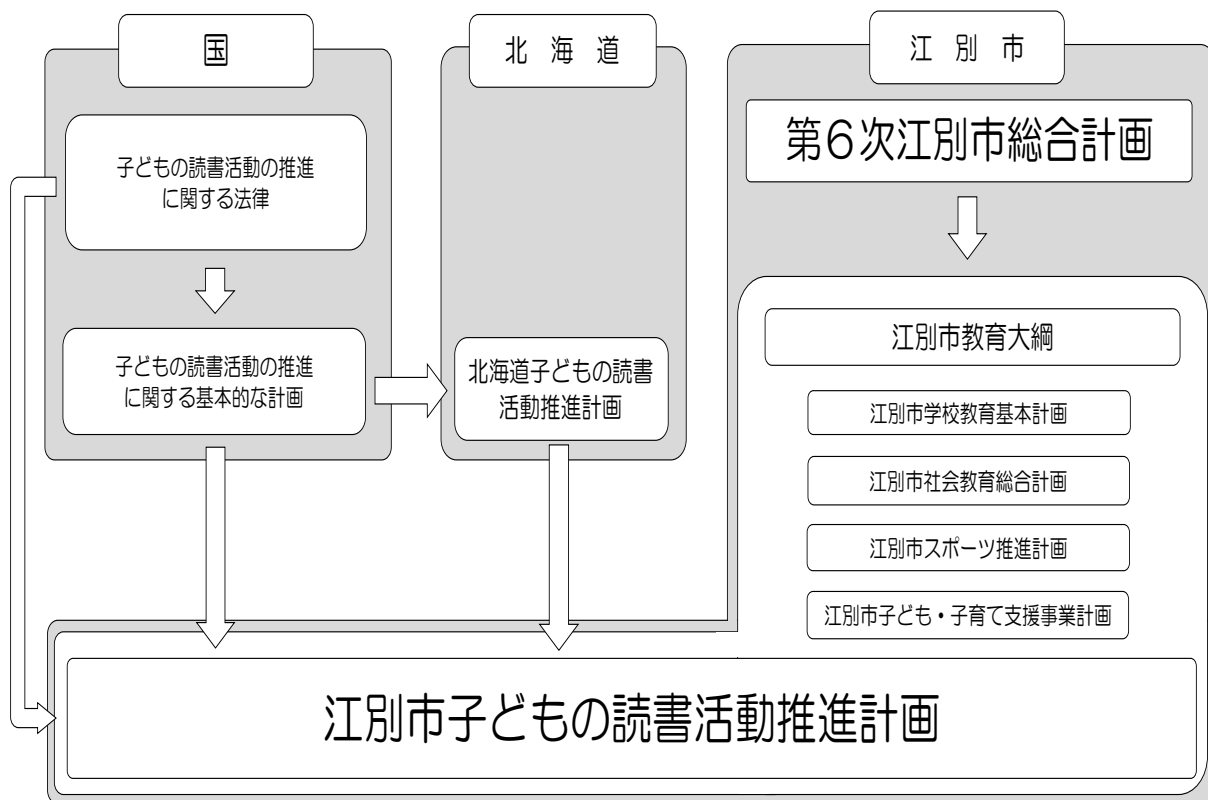 国
子どもの読書活動の推進
に関する法律
子どもの読書活動の推進
に関する基本的な計画
北海道
北海道子どもの読書
活動推進計画
江別市
第6次江別市総合計画
江別市教育大綱
江別市学校教育基本計画
江別市社会教育総合計画
江別市スポーツ推進計画
江別市子ども・子育て支援事業計画
江別市子どもの読書活動推進計画